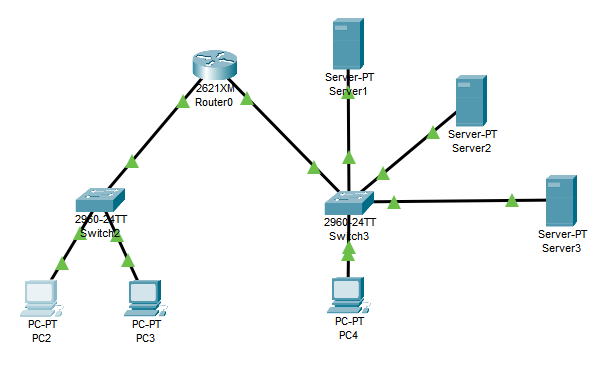 Server-PT
Server1
2621XM
Router0
Server-PT
Server2
2960-24TT
Switch2
2960-24TT
Switch3
Server-PT
Server3
PC-PT
PC2
PC-PT
PC3
PC-PT
PC4